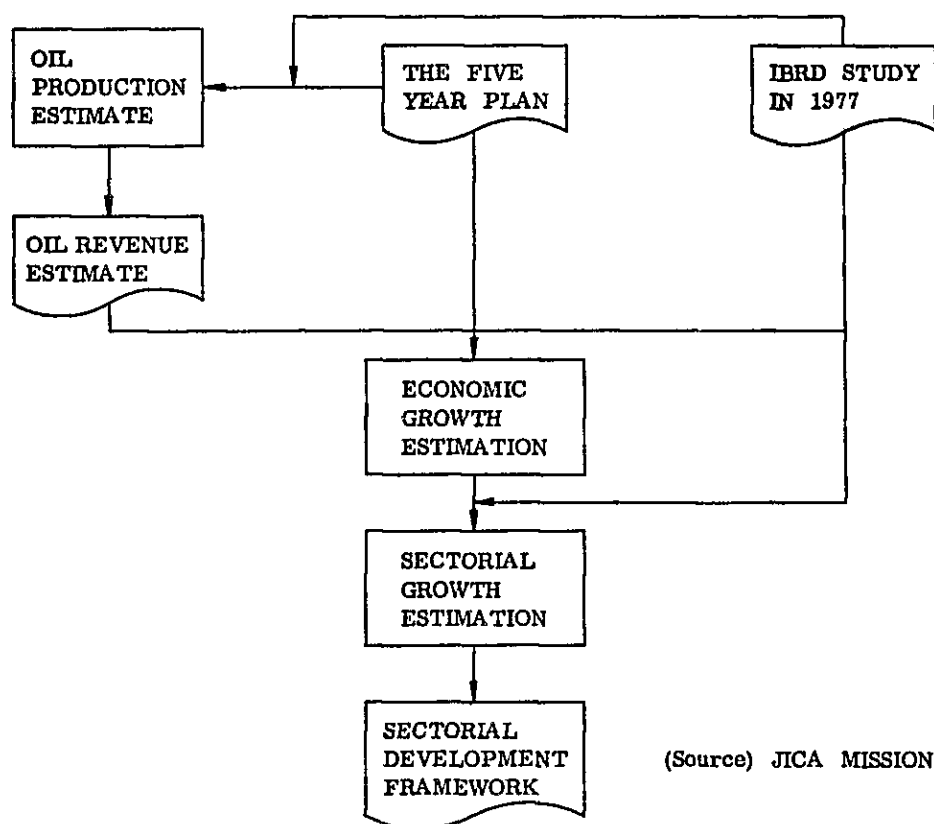 OIL
PRODUCTION
ESTIMATE
THE FIVE
YEAR PLAN
IBRD STUDY
IN 1977
OIL REVENUE
ESTIMATE
ECONOMIC
GROWTH
ESTIMATION
SECTORIAL
GROWTH
ESTIMATION
SECTORIAL
DEVELOPMENT
FRAMEWORK
(Source) JICA MISSION